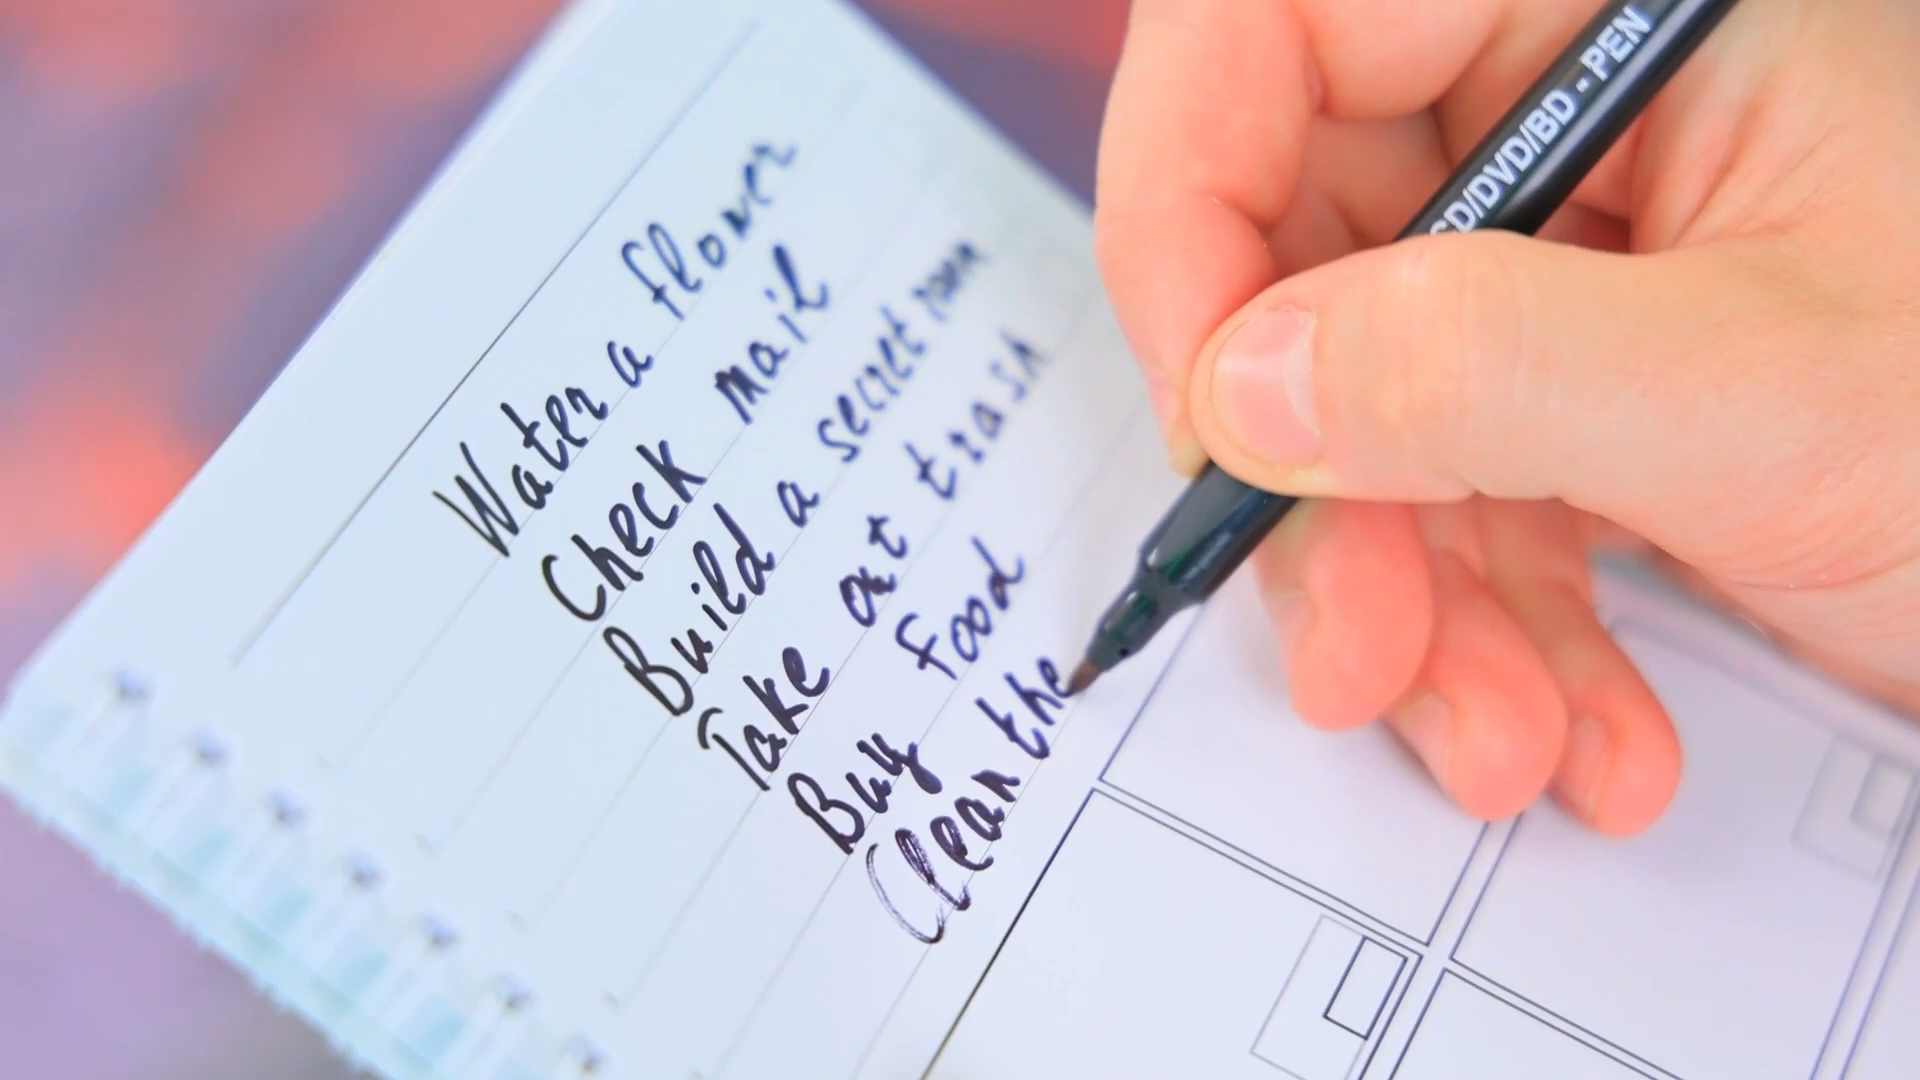 Water a flower
Check mail
Build a secret room
Take out trash
Buy food
Clean the
CD/DVD/BD - PEN